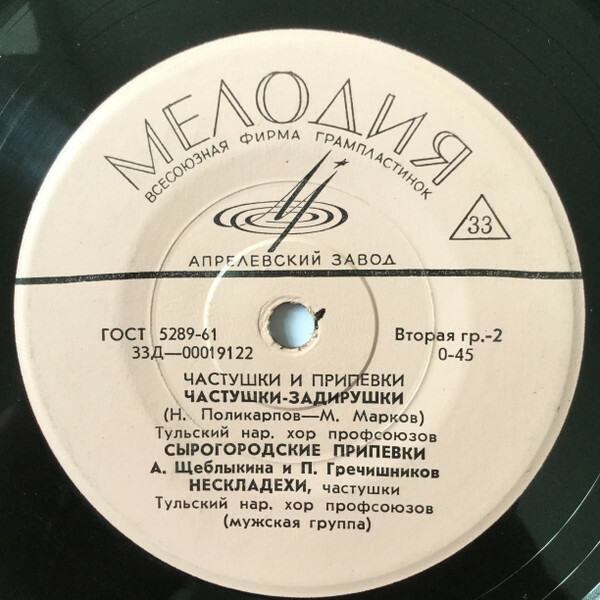 МЕЛОДИЯ
ВСЕСОЮЗНАЯ ФИРМА ГРАМПЛАСТИНОК
33
АПРЕЛЕВСКИЙ ЗАВОД
ГОСТ 5289-61
33Д—00019122
Вторая гр.-2
0-45
ЧАСТУШКИ И ПРИПЕВКИ
ЧАСТУШКИ-ЗАДИРУШКИ
(Н. Поликарпов—М. Марков)
Тульский нар. хор профсоюзов
СЫРОГОРОДСКИЕ ПРИПЕВКИ
А. Щеблыкина и П. Гречишников
НЕСКЛАДЕХИ, частушки
Тульский нар. хор профсоюзов
(мужская группа)